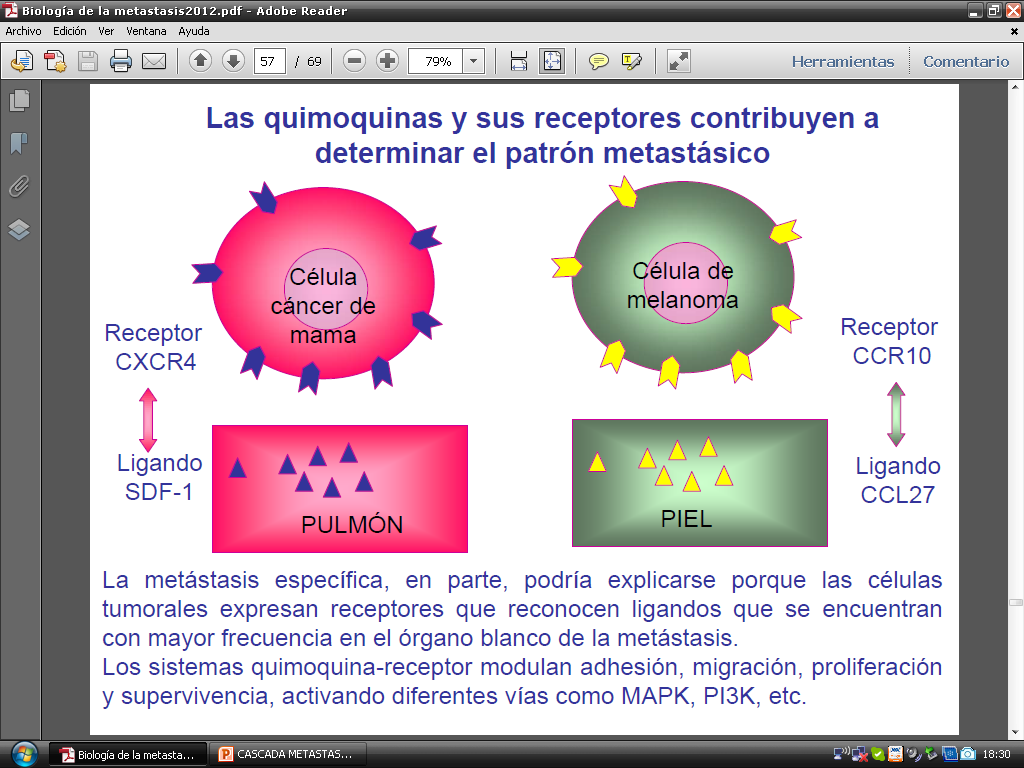 Biología de la metastasis2012.pdf - Adobe Reader
Archivo Edición Ver Ventana Ayuda
57 / 69 79% Herramientas Comentario
Las quimoquinas y sus receptores contribuyen a
determinar el patrón metastásico
Célula
cáncer de
mama
Célula de
melanoma
Receptor
CXCR4
Receptor
CCR10
Ligando
SDF-1
Ligando
CCL27
PULMÓN
PIEL
La metástasis específica, en parte, podría explicarse porque las células
tumorales expresan receptores que reconocen ligandos que se encuentran
con mayor frecuencia en el órgano blanco de la metástasis.
Los sistemas quimoquina-receptor modulan adhesión, migración, proliferación
y supervivencia, activando diferentes vías como MAPK, PI3K, etc.
Biología de la metasta... CASCADA METASTAS... 18:30